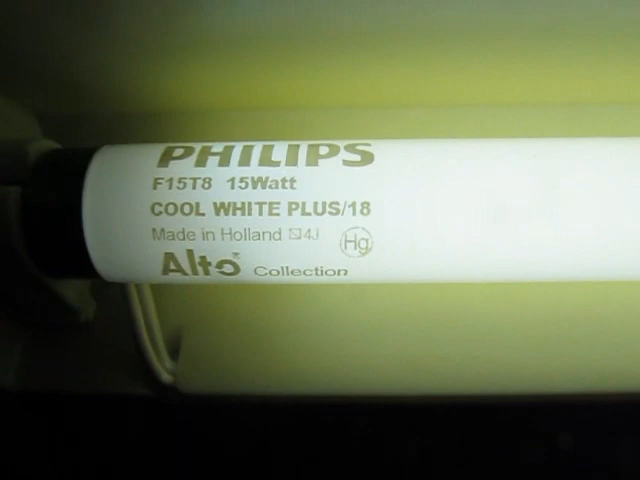 PHILIPS
F15T8 15Watt
COOL WHITE PLUS/18
Made in Holland 4J
Hg
Alto Collection